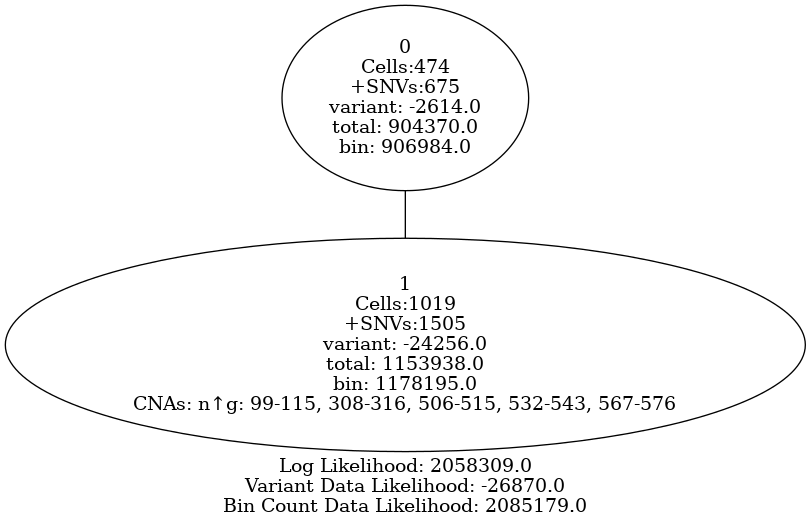 0
Cells:474
+SNVs:675
variant: -2614.0
total: 904370.0
bin: 906984.0
1
Cells:1019
+SNVs:1505
variant: -24256.0
total: 1153938.0
bin: 1178195.0
CNAs: n↑g: 99-115, 308-316, 506-515, 532-543, 567-576
Log Likelihood: 2058309.0
Variant Data Likelihood: -26870.0
Bin Count Data Likelihood: 2085179.0